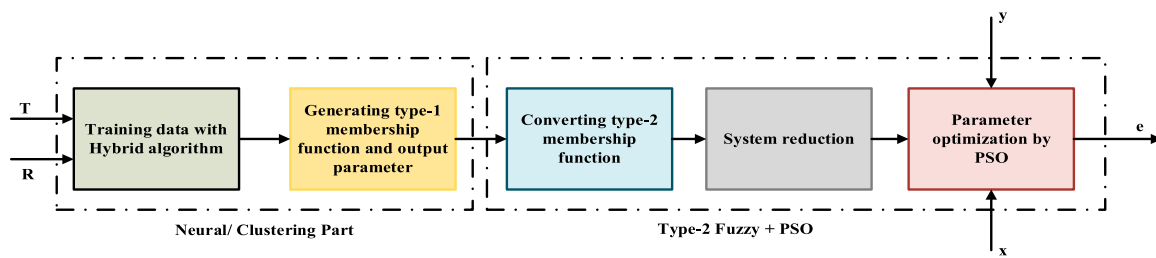 y
T
R
Training data with
Hybrid algorithm
Generating type-1
membership
function and output
parameter
Converting type-2
membership
function
System reduction
Parameter
optimization by
PSO
e
x
Neural/ Clustering Part
Type-2 Fuzzy + PSO